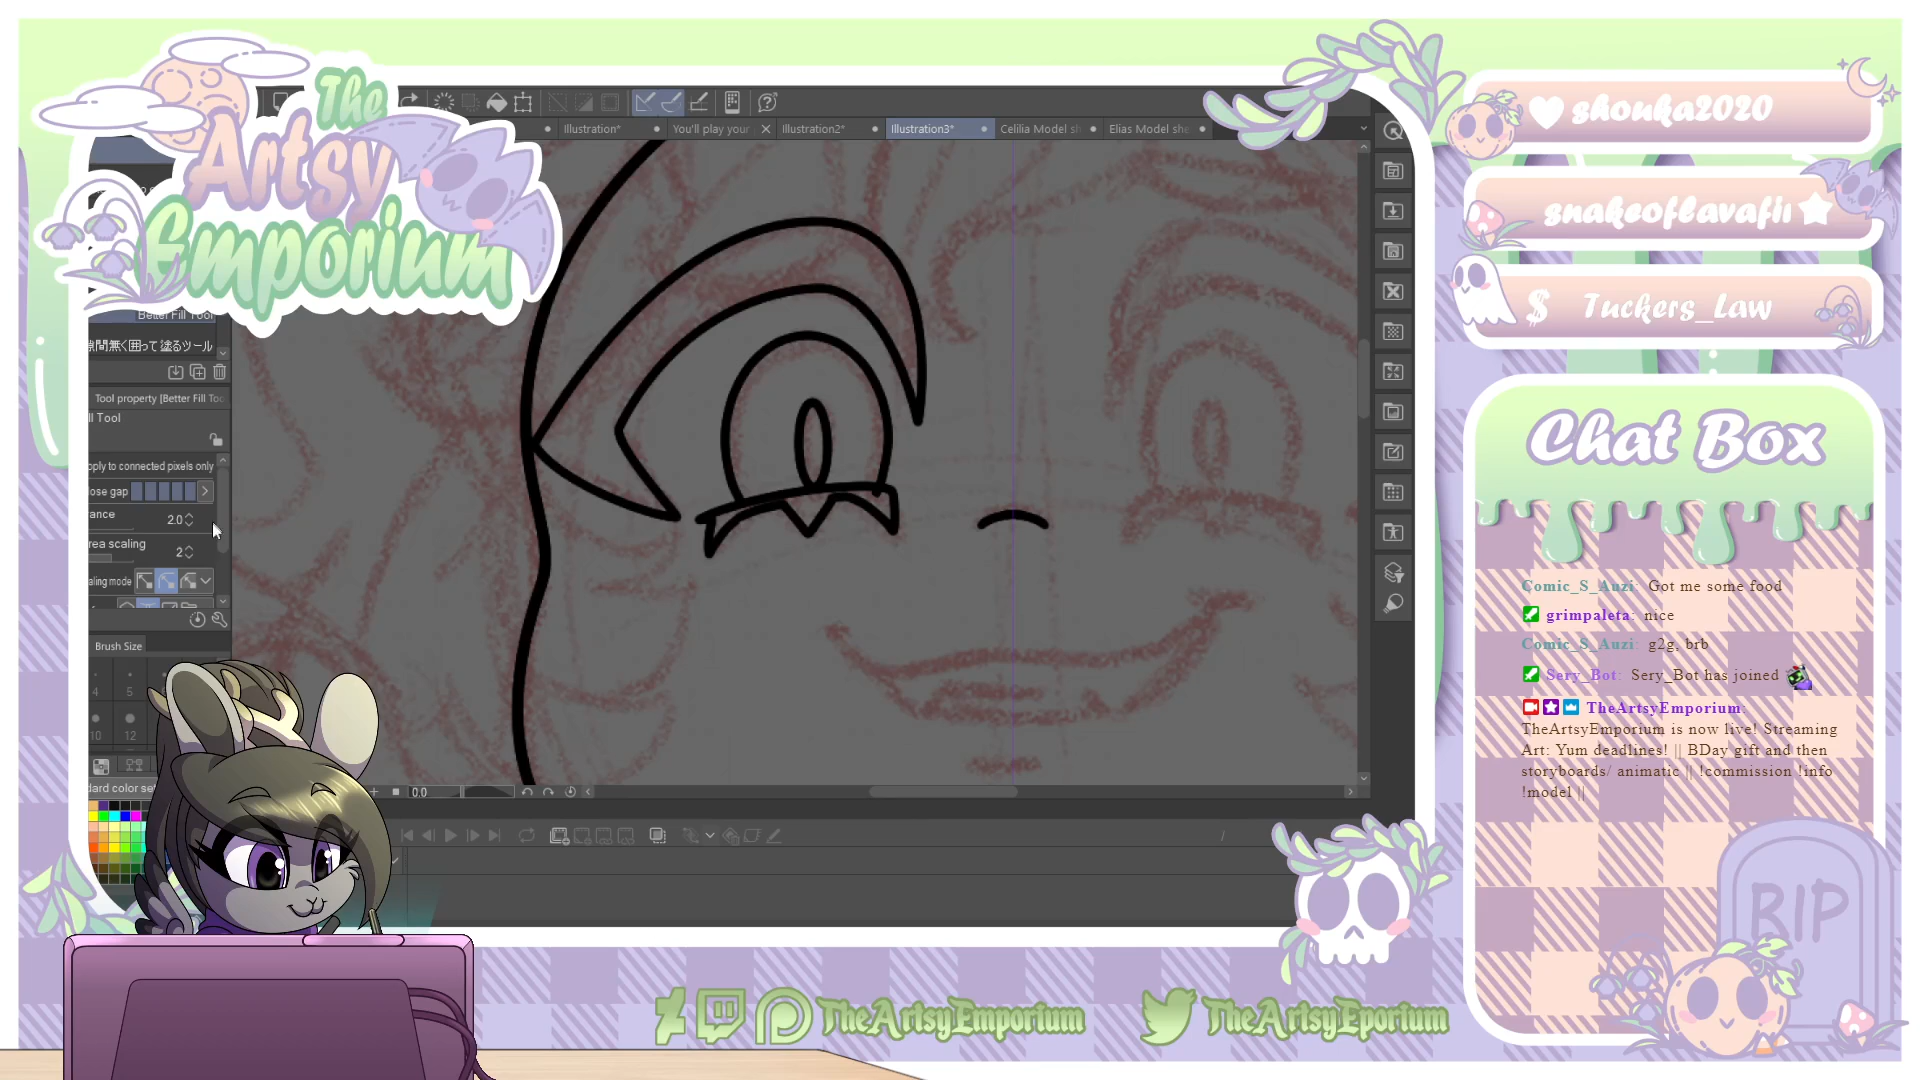 The
Artsy
Emporium
Illustration*
You'll play your
Illustration2*
Illustration3*
Celilia Model sh
Elias Model she
Better Fill Tool
隙間無く囲って塗るツール
Tool property [Better Fill Too
ll Tool
pply to connected pixels only
lose gap
rance
2.0
rea scaling
2
aling mode
Brush Size
4
5
10
12
dard color se
0.0
/
shouka2020
snakeoflavafii
$ Tuckers_Law
Chat Box
Comic_S_Auzi: Got me some food
grimpaleta: nice
Comic_S_Auzi: g2g, brb
Sery_Bot: Sery_Bot has joined
TheArtsyEmporium:
TheArtsyEmporium is now live! Streaming
Art: Yum deadlines! || BDay gift and then
storyboards/ animatic || !commission !info
!model ||
RIP
TheArtsyEmporium
TheArtsyEporium